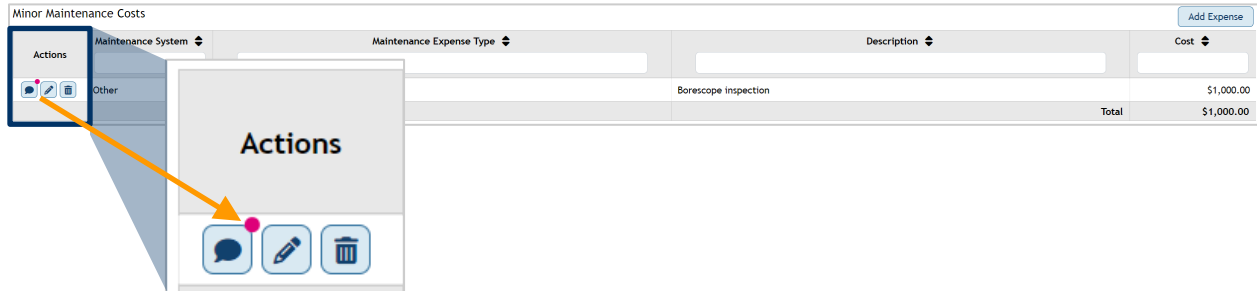 Minor Maintenance Costs
Add Expense
Actions
Maintenance System
Maintenance Expense Type
Description
Cost
Other
Borescope inspection
$1,000.00
Total
$1,000.00
Actions